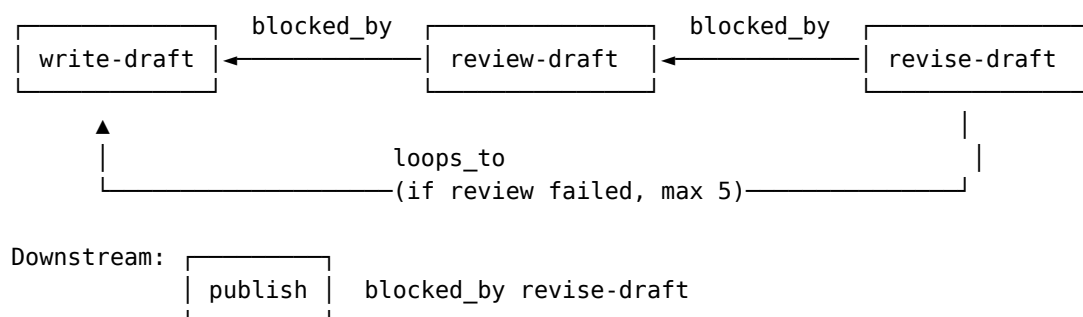 blocked_by blocked_by
write-draft review-draft revise-draft
loops_to
(if review failed, max 5)
Downstream:
publish blocked_by revise-draft